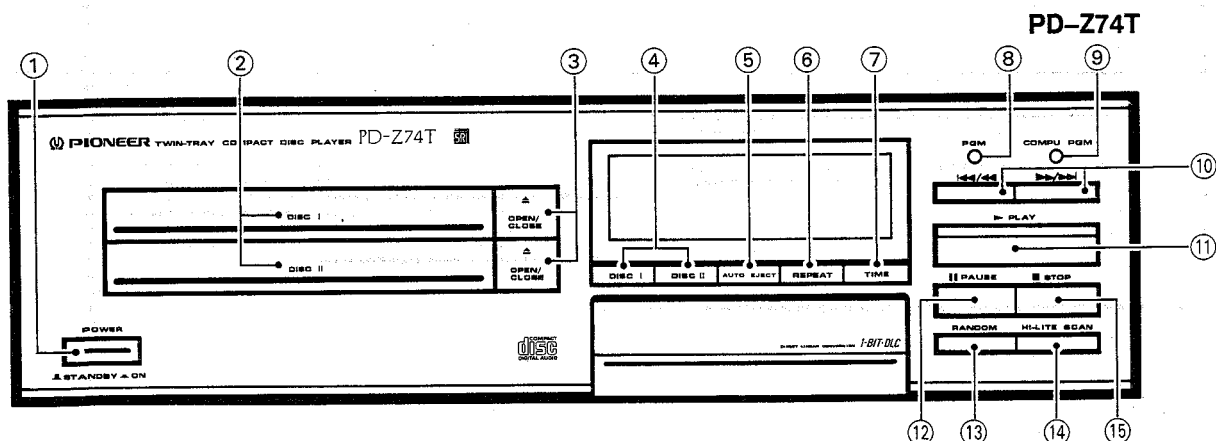 PD–Z74T
① ② ③ ④ ⑤ ⑥ ⑦ ⑧ ⑨
PIONEER TWIN-TRAY COMPACT DISC PLAYER PD-Z74T SR
PGM COMPU PGM
⑩
DISC I
OPEN/
CLOSE
▶ PLAY
⑪
DISC II
OPEN/
CLOSE
DISC I DISC II AUTO EJECT REPEAT TIME
PAUSE ■ STOP
RANDOM HI-LITE SCAN
POWER
STANDBY ON
COMPACT
disc
DIGITAL AUDIO
1-BIT-DLC
⑫ ⑬ ⑭ ⑮